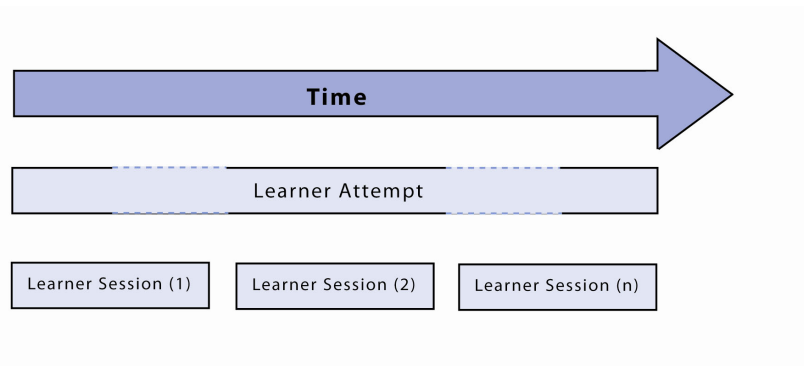 Time
Learner Attempt
Learner Session (1)
Learner Session (2)
Learner Session (n)